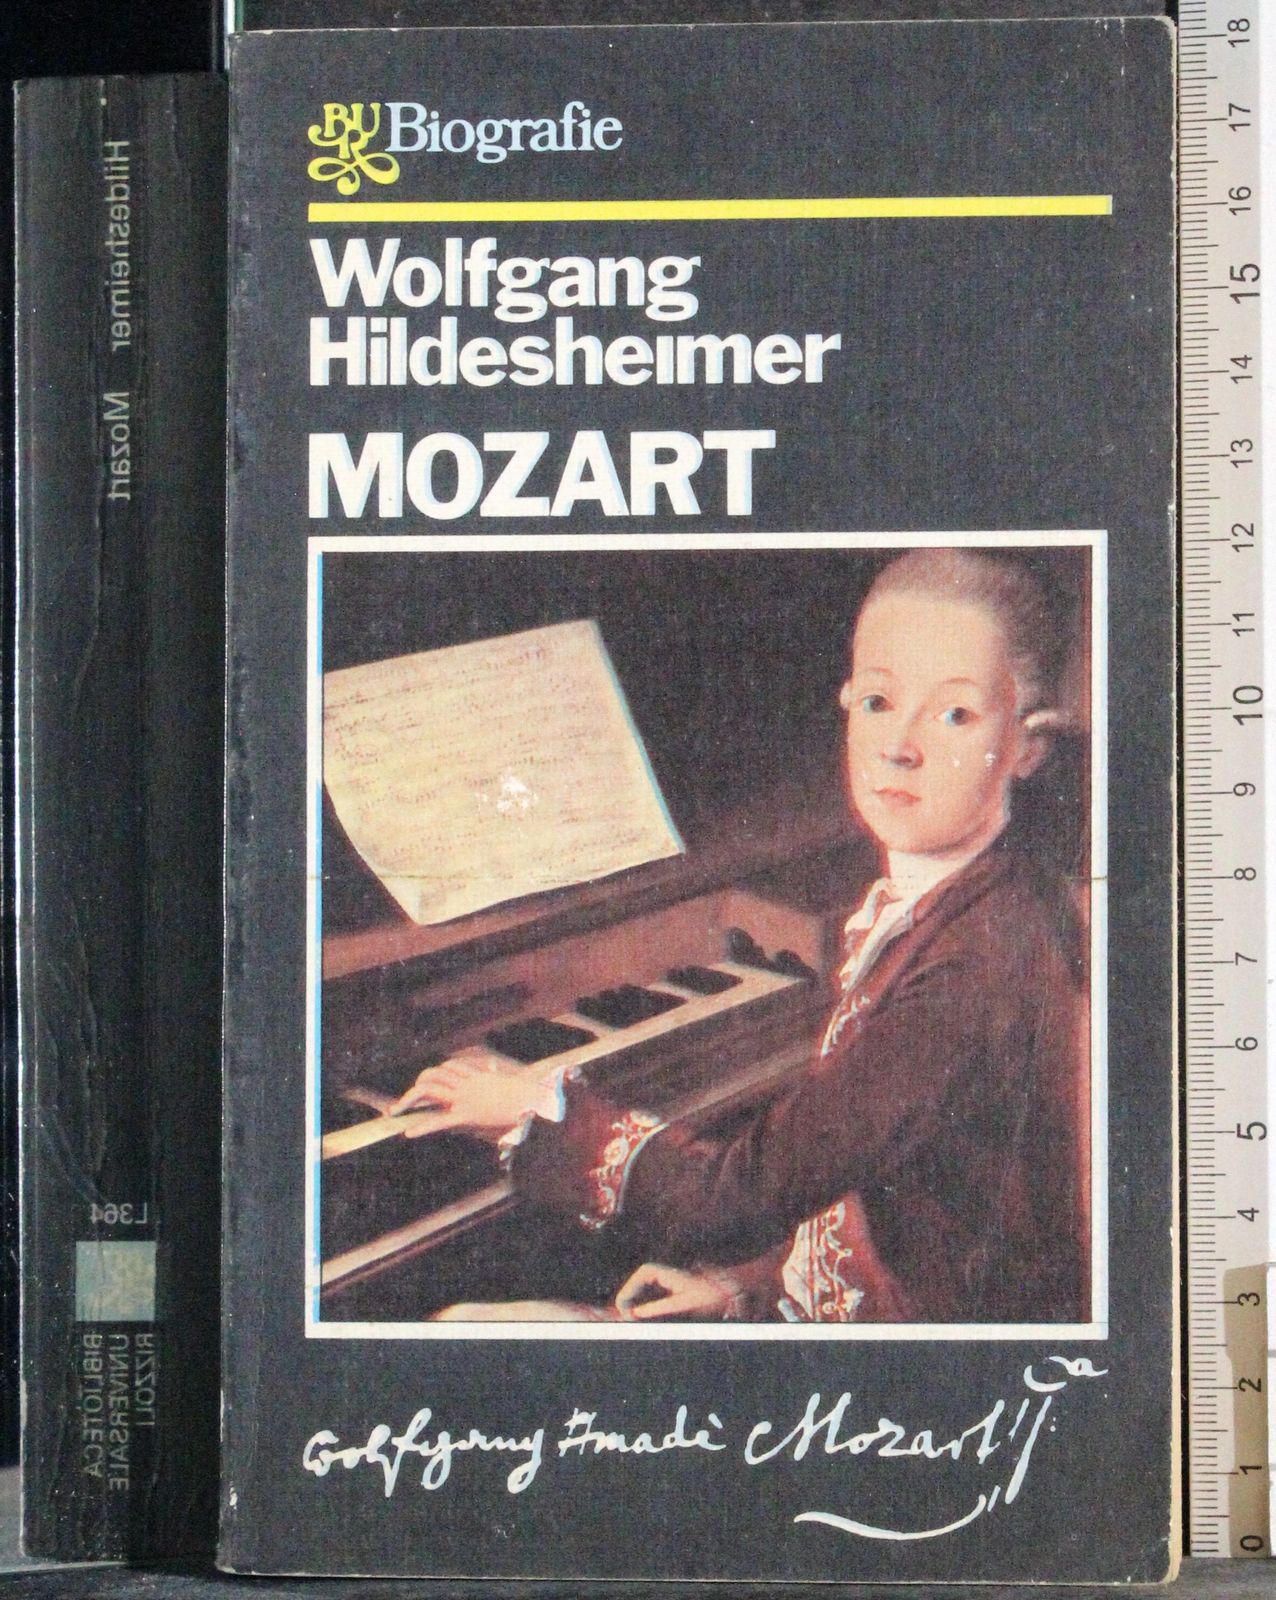 BUR Biografie
Wolfgang
Hildesheimer
MOZART
Wolfgang Amadè Mozart
Hildesheimer Mozart
L364
BIBLIOTECA
UNIVERSALE
RIZZOLI
18
17
16
15
14
13
12
11
10
9
8
7
6
5
4
3
2
1
0